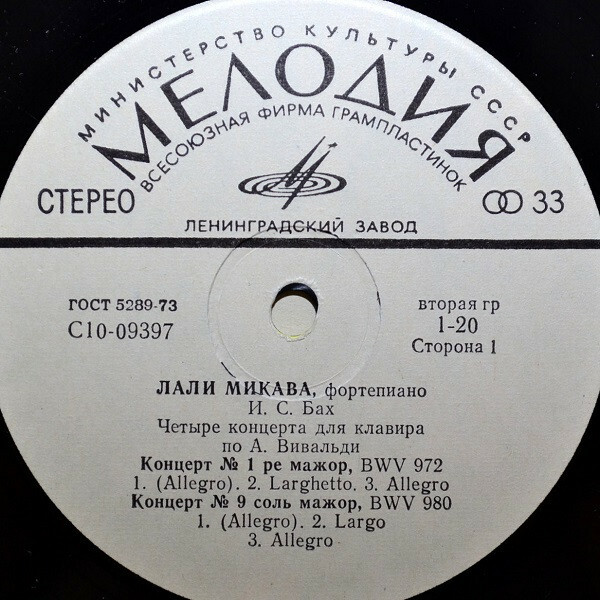 МИНИСТЕРСТВО КУЛЬТУРЫ СССР
МЕЛОДИЯ
ВСЕСОЮЗНАЯ ФИРМА ГРАМПЛАСТИНОК
СТЕРЕО
33
ЛЕНИНГРАДСКИЙ ЗАВОД
ГОСТ 5289-73
С10-09397
вторая гр
1-20
Сторона 1
ЛАЛИ МИКАВА, фортепиано
И. С. Бах
Четыре концерта для клавира
по А. Вивальди
Концерт № 1 ре мажор, BWV 972
1. (Allegro). 2. Larghetto. 3. Allegro
Концерт № 9 соль мажор, BWV 980
1. (Allegro). 2. Largo
3. Allegro